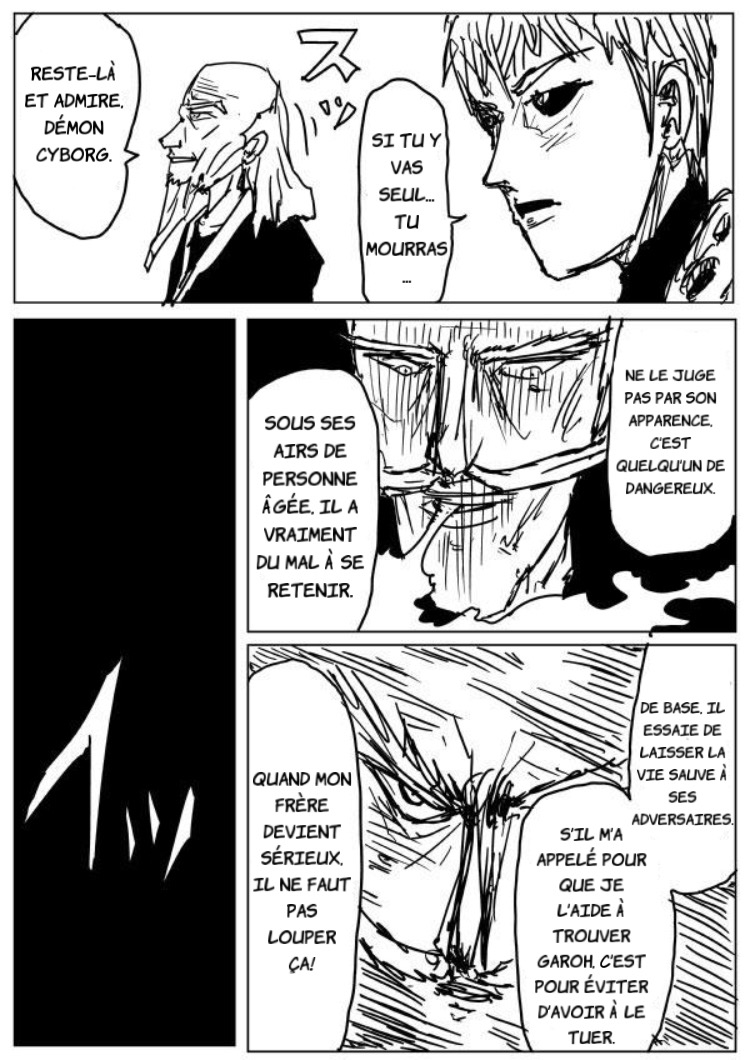 SI TU Y
VAS
SEUL...
TU
MOURRAS
...
ス
ッ
RESTE-LÀ
ET ADMIRE,
DÉMON
CYBORG.
NE LE JUGE
PAS PAR SON
APPARENCE,
C'EST
QUELQU'UN DE
DANGEREUX.
SOUS SES
AIRS DE
PERSONNE
ÂGÉE, IL A
VRAIMENT
DU MAL À SE
RETENIR.
DE BASE, IL
ESSAIE DE
LAISSER LA
VIE SAUVE À
SES
ADVERSAIRES.
S'IL M'A
APPELÉ POUR
QUE JE
L'AIDE À
TROUVER
GAROH, C'EST
POUR ÉVITER
D'AVOIR À LE
TUER.
QUAND MON
FRÈRE
DEVIENT
SÉRIEUX,
IL NE FAUT
PAS
LOUPER
ÇA!